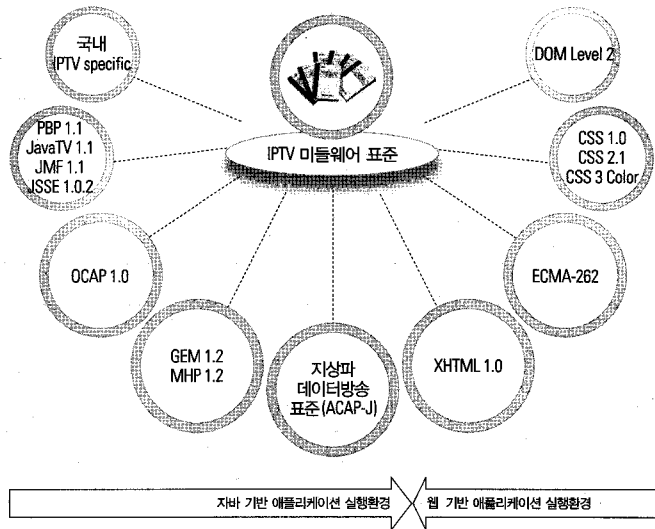 국내
IPTV specific
DOM Level 2
PBP 1.1
JavaTV 1.1
JMF 1.1
JSSE 1.0.2
IPTV 미들웨어 표준
CSS 1.0
CSS 2.1
CSS 3 Color
OCAP 1.0
ECMA-262
GEM 1.2
MHP 1.2
지상파
데이터방송
표준(ACAP-J)
XHTML 1.0
자바 기반 애플리케이션 실행환경
웹 기반 애플리케이션 실행환경